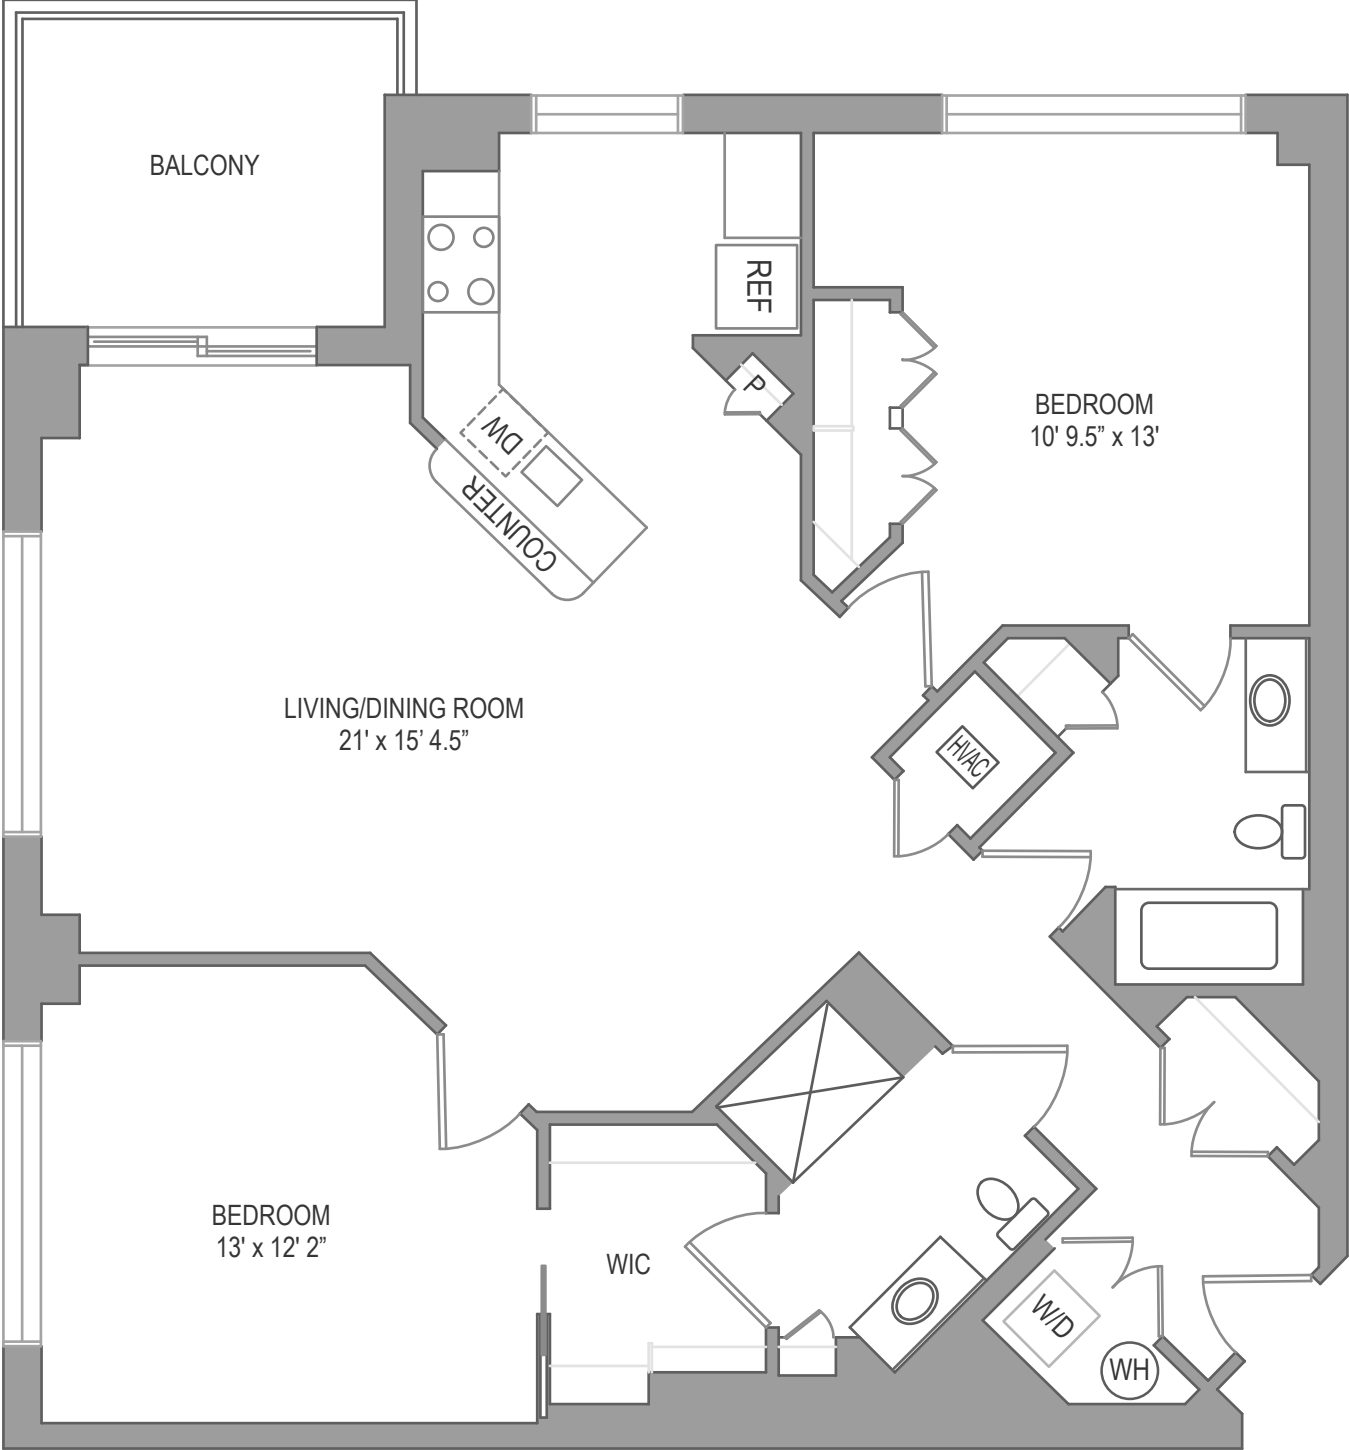 BALCONY
REF
P
BEDROOM
10' 9.5” x 13'
DW
COUNTER
LIVING/DINING ROOM
21' x 15’ 4.5”
HVAC
BEDROOM
13' x 12' 2”
WIC
W/D
WH